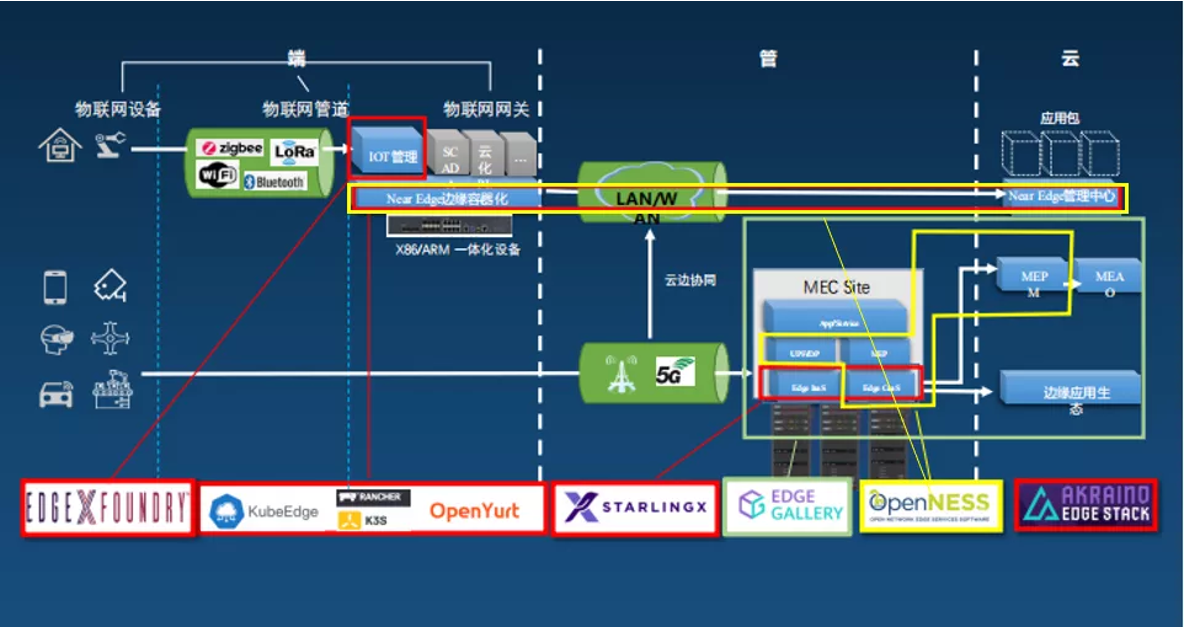 端
管
云
物联网设备
物联网管道
物联网网关
应用包
zigbee
LoRa
WiFi
Bluetooth
IOT管理
SC
AD
云
化
...
Near Edge边缘容器化
LAN/W
AN
Near Edge管理中心
X86/ARM 一体化设备
云边协同
MEC Site
MEP
M
MEA
O
5G
Edge IaaS
Edge CaaS
边缘应用生
态
EDGEXFOUNDRY
KubeEdge
RANCHER
K3S
OpenYurt
STARLINGX
EDGE
GALLERY
OpenNESS
OPEN NETWORK EDGE SERVICES SOFTWARE
AKRAINO
EDGE STACK